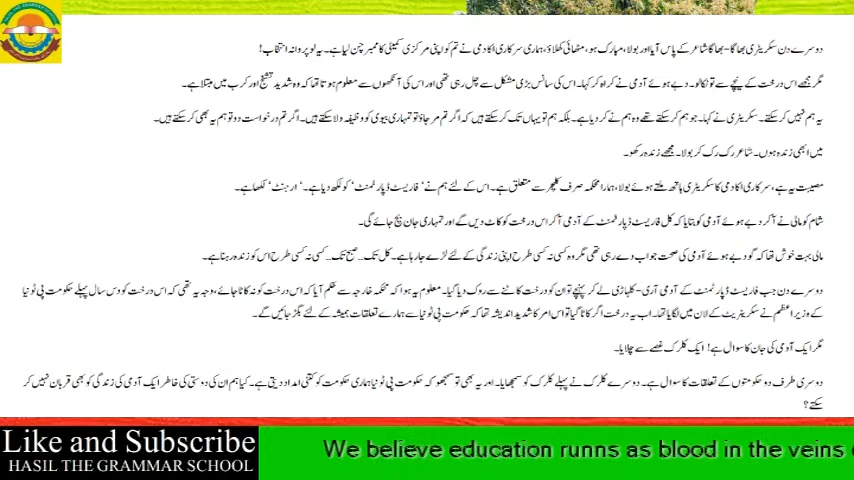 دوسرے دن سکریٹری بھاگا-بھاگا شاعر کے پاس آیا اور بولا، مبارک ہو، مٹھائی کھلاؤ، ہماری سرکاری اکادمی نے تم کو اپنی مرکزی کمیٹی کا ممبر چن لیا ہے۔ یہ لو پروانہ انتخاب!
مگر مجھے اس درخت کے نیچے سے تو نکالو۔ دبے ہوئے آدمی نے کراہ کر کہا۔ اس کی سانس بڑی مشکل سے چل رہی تھی اور اس کی آنکھوں سے معلوم ہوتا تھا کہ وہ شدید تشنج اور کرب میں مبتلا ہے۔
یہ ہم نہیں کر سکتے۔ سکریٹری نے کہا۔ جو ہم کر سکتے تھے وہ ہم نے کر دیا ہے۔ بلکہ ہم تو یہاں تک کر سکتے ہیں کہ اگر تم مر جاؤ تو تمہاری بیوی کو وظیفہ دلا سکتے ہیں۔ اگر تم درخواست دو تو ہم یہ بھی کر سکتے ہیں۔
میں ابھی زندہ ہوں۔ شاعر رک رک کر بولا۔ مجھے زندہ رکھو۔
مصیبت یہ ہے، سرکاری اکادمی کا سکریٹری ہاتھ ملتے ہوئے بولا، ہمارا محکمہ صرف کلچر سے متعلق ہے۔ اس کے لئے ہم نے ‘فاریسٹ ڈپارٹمنٹ’ کو لکھ دیا ہے۔ ‘ارجنٹ’ لکھا ہے۔
شام کو مالی نے آ کر دبے ہوئے آدمی کو بتایا کہ کل فاریسٹ ڈپارٹمنٹ کے آدمی آ کر اس درخت کو کاٹ دیں گے اور تمہاری جان بچ جائے گی۔
مالی بہت خوش تھا کہ گو دبے ہوئے آدمی کی صحت جواب دے رہی تھی مگر وہ کسی نہ کسی طرح اپنی زندگی کے لئے لڑے جا رہا ہے۔ کل تک… صبح تک… کسی نہ کسی طرح اس کو زندہ رہنا ہے۔
دوسرے دن جب فاریسٹ ڈپارٹمنٹ کے آدمی آری-کلہاڑی لے کر پہنچے تو ان کو درخت کاٹنے سے روک دیا گیا۔ معلوم یہ ہوا کہ محکمہ خارجہ سے حکم آیا کہ اس درخت کو نہ کاٹا جائے، وجہ یہ تھی کہ اس درخت کو دس سال پہلے حکومت پی ٹونیا
کے وزیر اعظم نے سکریٹریٹ کے لان میں لگایا تھا۔ اب یہ درخت اگر کاٹا گیا تو اس امر کا شدید اندیشہ تھا کہ حکومت پی ٹونیا سے ہمارے تعلقات ہمیشہ کے لئے بگڑ جائیں گے۔
مگر ایک آدمی کی جان کا سوال ہے! ایک کلرک غصے سے چلایا۔
دوسری طرف دو حکومتوں کے تعلقات کا سوال ہے۔ دوسرے کلرک نے پہلے کلرک کو سمجھایا۔ اور یہ بھی تو سمجھو کہ حکومت پی ٹونیا ہماری حکومت کو کتنی امداد دیتی ہے۔ کیا ہم ان کی دوستی کی خاطر ایک آدمی کی زندگی کو بھی قربان نہیں کر
سکتے؟
Like and Subscribe
HASIL THE GRAMMAR SCHOOL
We believe education runns as blood in the veins